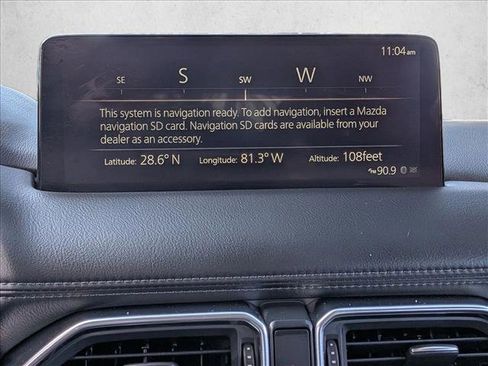 11:04am
SE S SW W NW
This system is navigation ready. To add navigation, insert a Mazda
navigation SD card. Navigation SD cards are available from your
dealer as an accessory.
Latitude: 28.6° N Longitude: 81.3° W Altitude: 108feet
FM 90.9